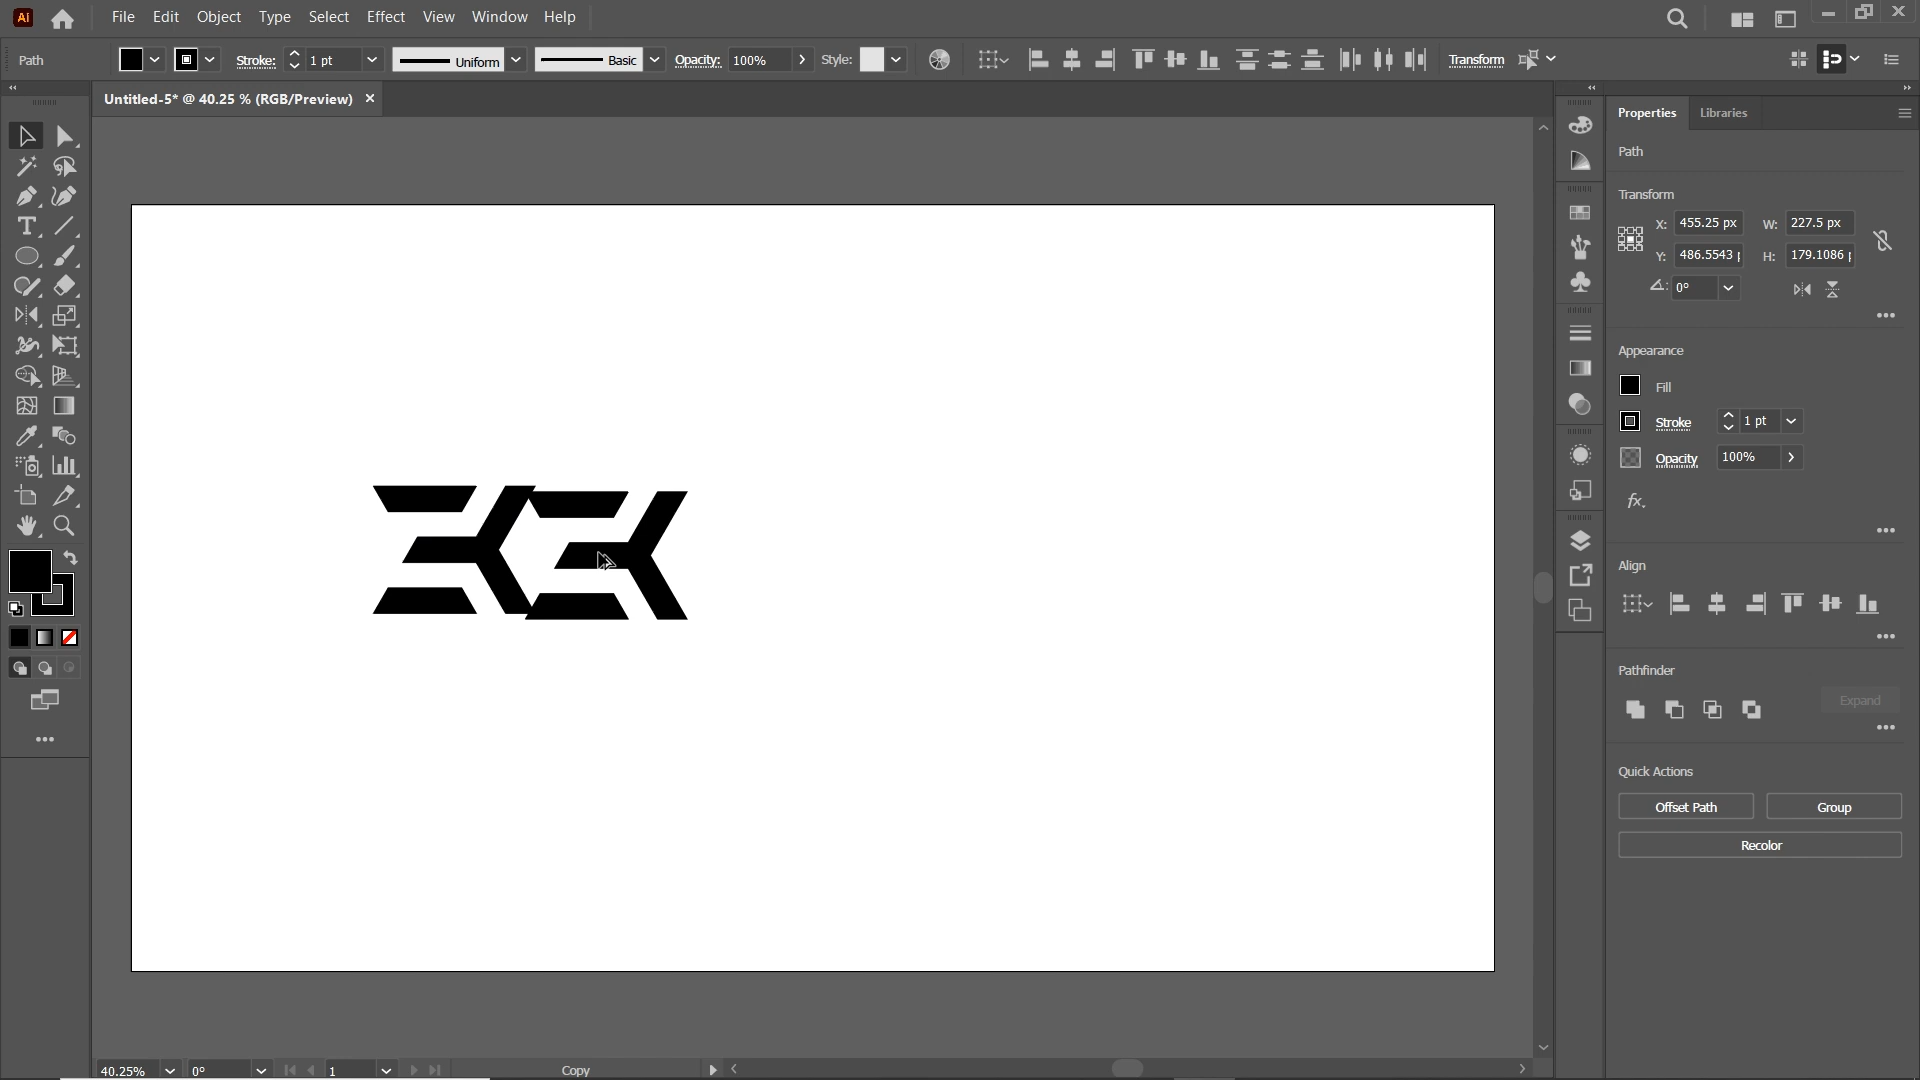 Ai File Edit Object Type Select Effect View Window Help
Path Stroke: 1 pt Uniform Basic Opacity: 100% Style: Transform
Untitled-5* @ 40.25 % (RGB/Preview) ×
Properties Libraries
Path
Transform
X: 455.25 px W: 227.5 px
Y: 486.5543 H: 179.1086
0°
Appearance
Fill
Stroke 1 pt
Opacity 100%
fx.
Align
Pathfinder
Expand
Quick Actions
Offset Path Group
Recolor
40.25% 0° 1 Copy